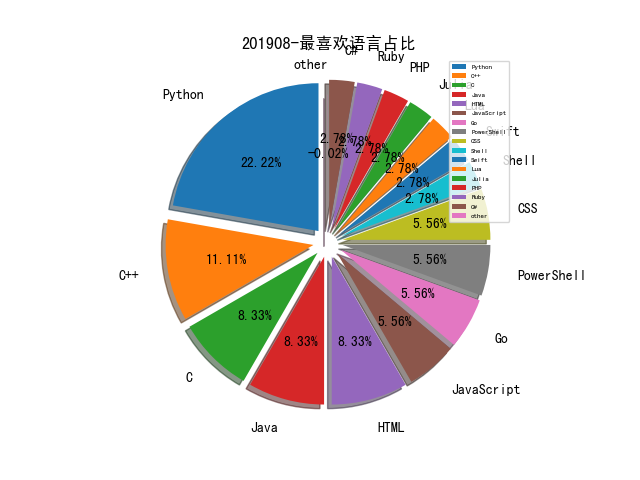 201908-最喜欢语言占比
Python
C++
C
Java
HTML
JavaScript
Go
PowerShell
CSS
Shell
PHP
Ruby
C#
other
22.22%
11.11%
8.33%
8.33%
8.33%
5.56%
5.56%
5.56%
5.56%
2.78%
2.78%
2.78%
2.78%
2.78%
2.78%
2.78%
-0.02%
Python
C++
C
Java
HTML
JavaScript
Go
PowerShell
CSS
Shell
Swift
Lua
Julia
PHP
Ruby
C#
other